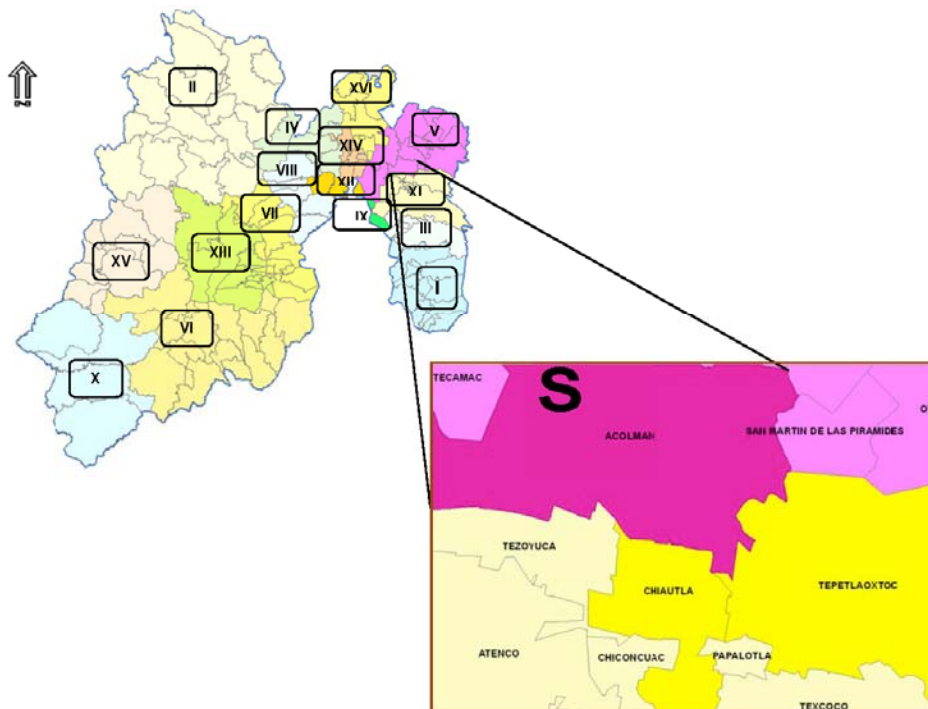 II
XVI
IV
V
XIV
VIII
XII
XI
VII
IX
III
XIII
XV
I
VI
X
S
TECAMAC
ACOLMAN
SAN MARTIN DE LAS PIRAMIDES
TEZOYUCA
CHIAUTLA
TEPETLAOXTOC
ATENCO
CHICONCUAC
PAPALOTLA
TEXCOCO